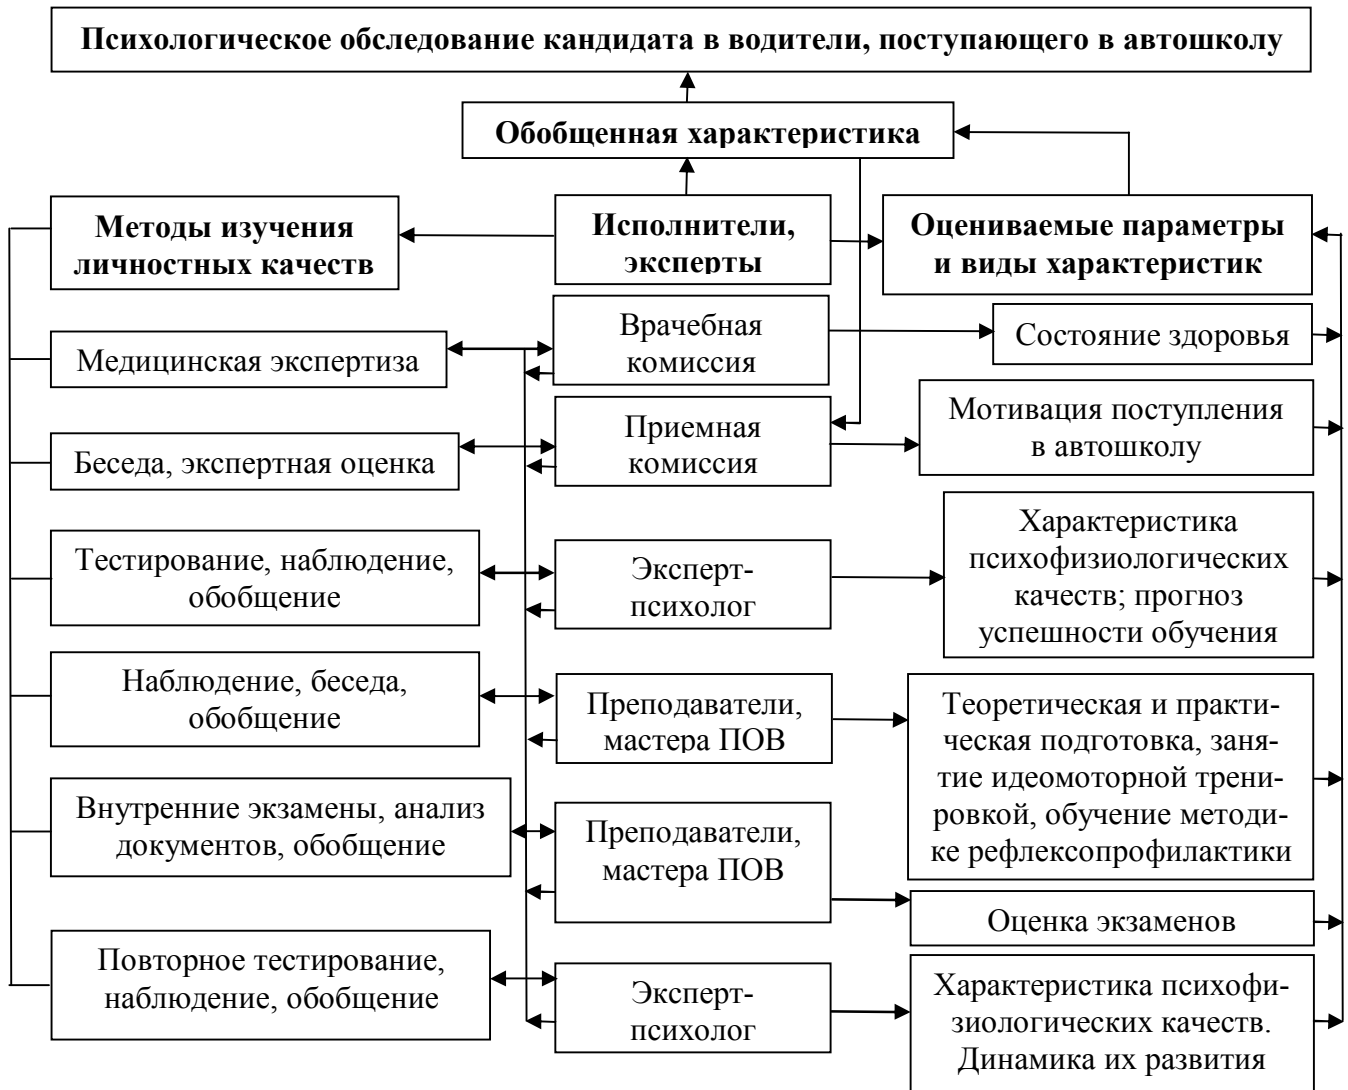 Психологическое обследование кандидата в водители, поступающего в автошколу
Обобщенная характеристика
Методы изучения
личностных качеств
Исполнители,
эксперты
Оцениваемые параметры
и виды характеристик
Медицинская экспертиза
Врачебная
комиссия
Состояние здоровья
Беседа, экспертная оценка
Приемная
комиссия
Мотивация поступления
в автошколу
Тестирование, наблюдение,
обобщение
Эксперт-
психолог
Характеристика
психофизиологических
качеств; прогноз
успешности обучения
Наблюдение, беседа,
обобщение
Преподаватели,
мастера ПОВ
Теоретическая и практи-
ческая подготовка, заня-
тие идеомоторной трени-
ровкой, обучение методи-
ке рефлексопрофилактики
Внутренние экзамены, анализ
документов, обобщение
Преподаватели,
мастера ПОВ
Оценка экзаменов
Повторное тестирование,
наблюдение, обобщение
Эксперт-
психолог
Характеристика психофи-
зиологических качеств.
Динамика их развития